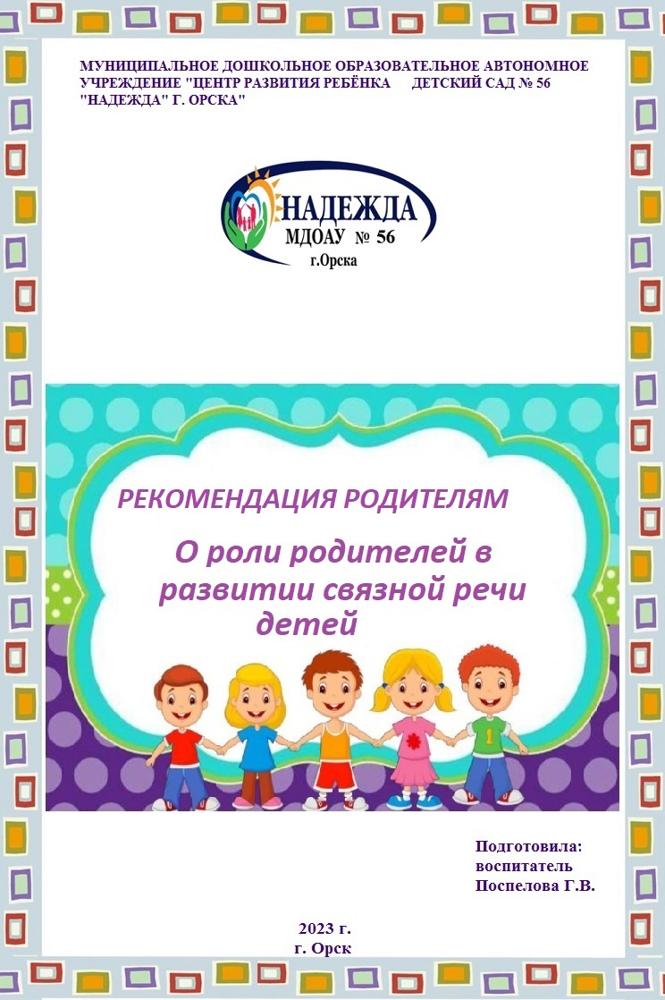 МУНИЦИПАЛЬНОЕ ДОШКОЛЬНОЕ ОБРАЗОВАТЕЛЬНОЕ АВТОНОМНОЕ
УЧРЕЖДЕНИЕ "ЦЕНТР РАЗВИТИЯ РЕБЁНКА ДЕТСКИЙ САД № 56
"НАДЕЖДА" Г. ОРСКА"
НАДЕЖДА
МДОАУ № 56
г.Орска
РЕКОМЕНДАЦИЯ РОДИТЕЛЯМ
О роли родителей в
развитии связной речи
детей
1
Подготовила:
воспитатель
Поспелова Г.В.
2023 г.
г. Орск